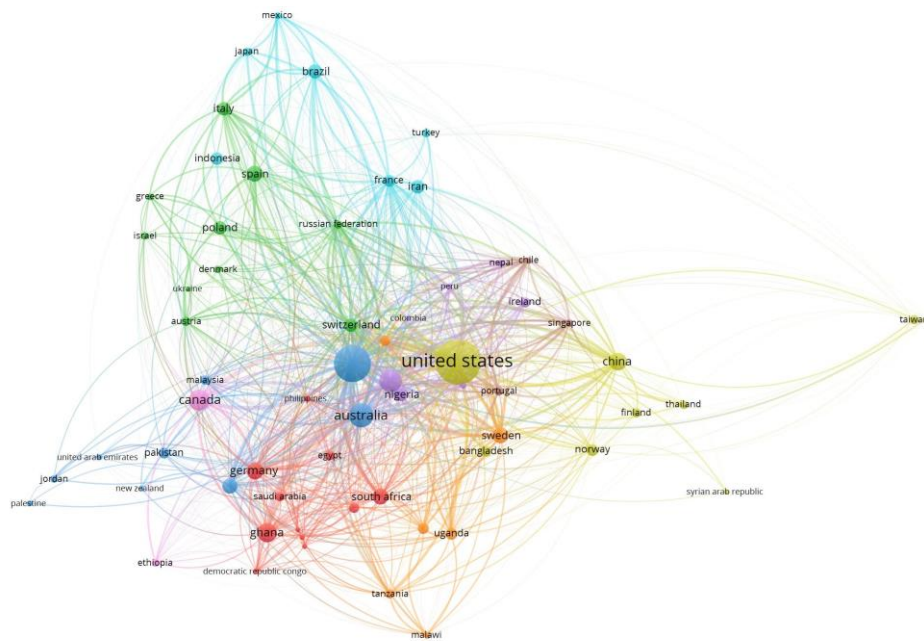 mexico
japan
brazil
italy
turkey
indonesia
spain
france
iran
greece
poland
russian federation
israel
nepal
chile
denmark
peru
ukraine
ireland
colombia
austria
switzerland
singapore
taiwan
united states
china
malaysia
nigeria
portugal
canada
philippines
thailand
australia
finland
sweden
pakistan
united arab emirates
egypt
bangladesh
norway
germany
jordan
new zealand
saudi arabia
south africa
syrian arab republic
palestine
ghana
uganda
ethiopia
democratic republic congo
tanzania
malawi